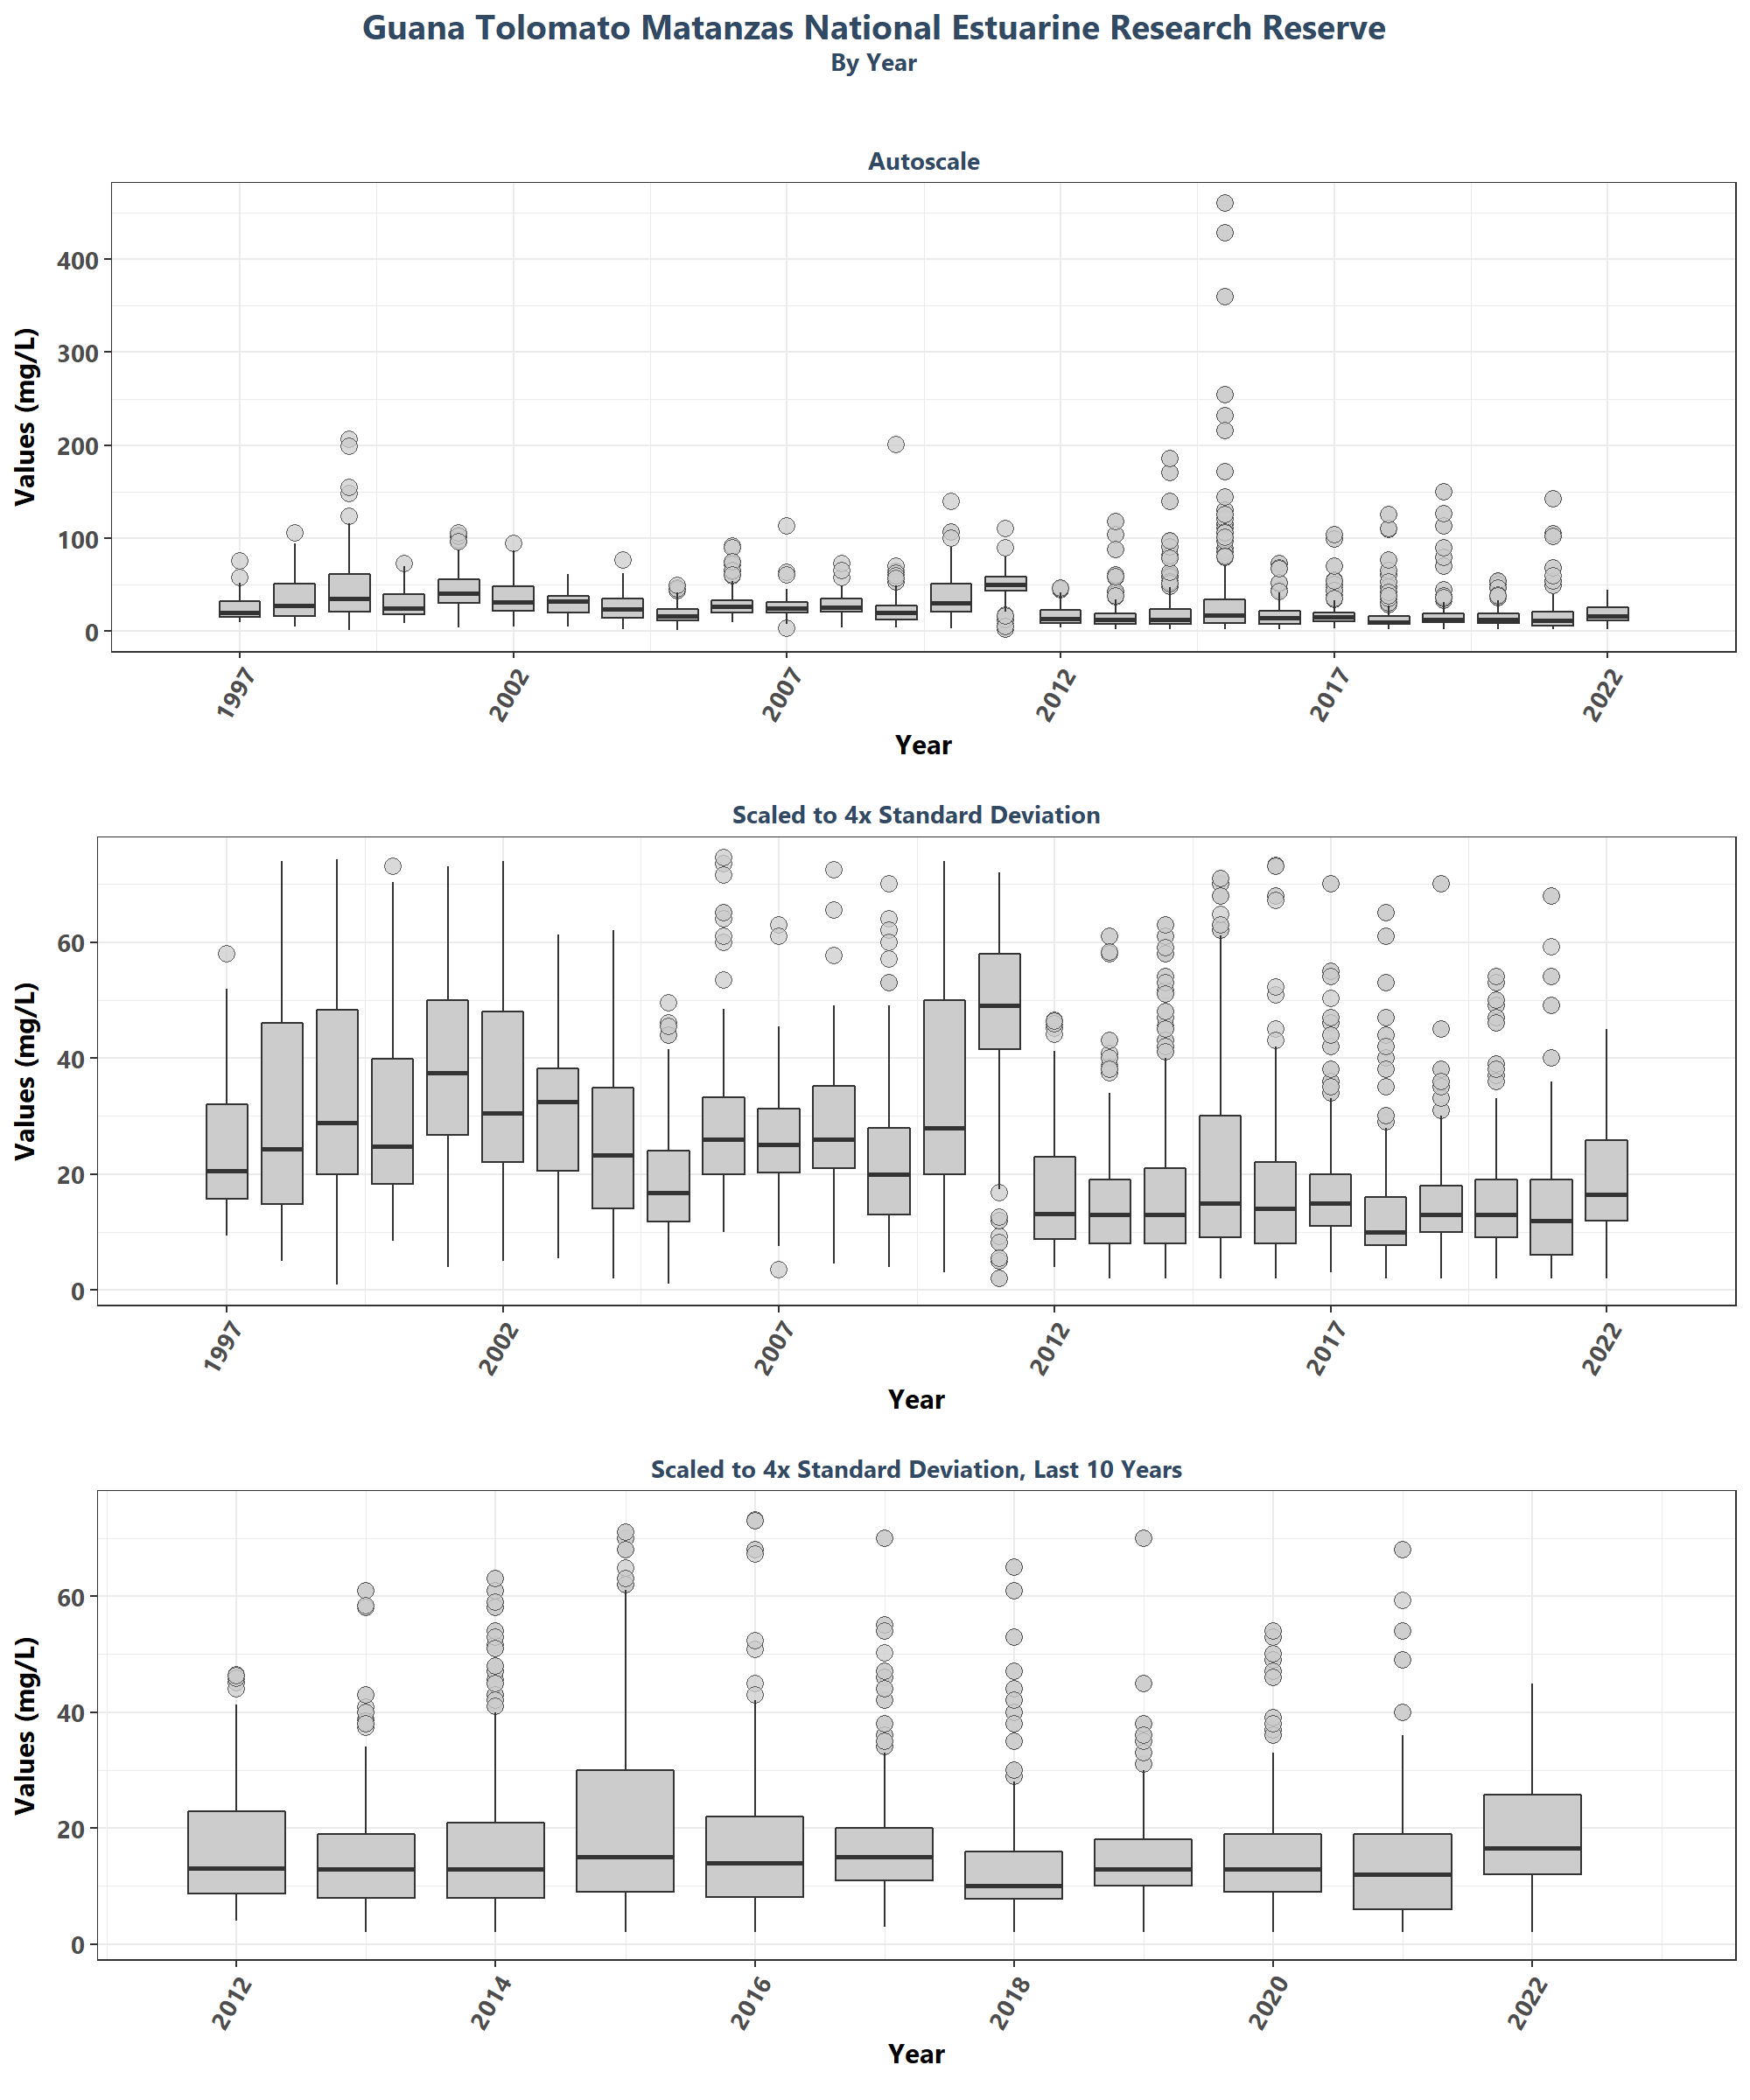 Guana Tolomato Matanzas National Estuarine Research Reserve
By Year
Autoscale
Values (mg/L)
400
300
200
100
0
1997
2002
2007
2012
2017
2022
Year
Scaled to 4x Standard Deviation
Values (mg/L)
60
40
20
0
1997
2002
2007
2012
2017
2022
Year
Scaled to 4x Standard Deviation, Last 10 Years
Values (mg/L)
60
40
20
0
2012
2014
2016
2018
2020
2022
Year